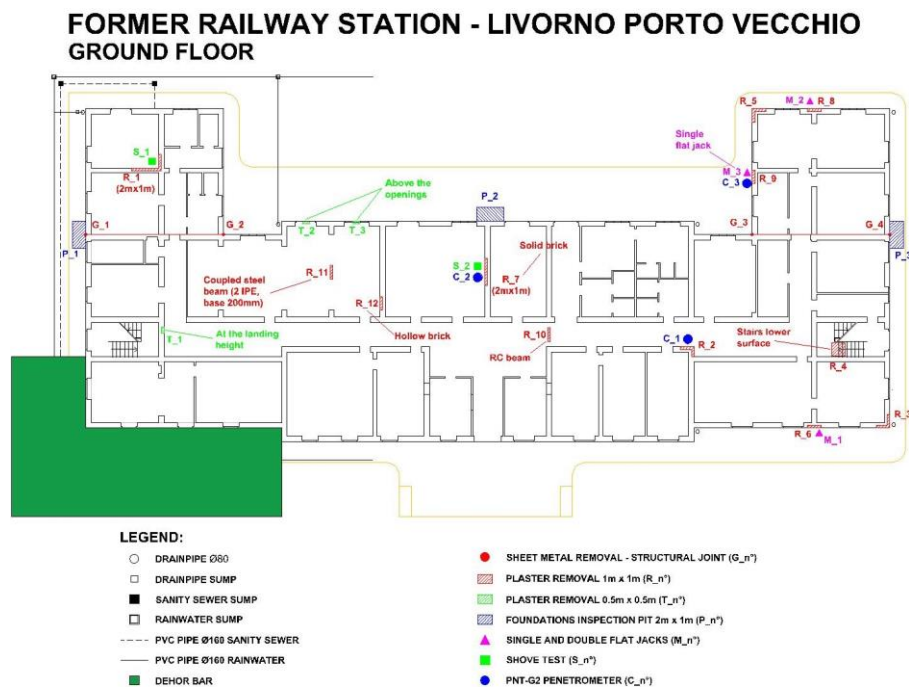 FORMER RAILWAY STATION - LIVORNO PORTO VECCHIO
GROUND FLOOR
R_5
M_2
R_8
Single
flat jack
S_1
R_1
(2mx1m)
M_3
C_3
R_9
Above the
openings
P_2
G_1
G_2
T_2
T_3
G_3
G_4
P_1
P_3
Solid brick
S_2
C_2
R_7
(2mx1m)
Coupled steel
beam (2 IPE,
base 200mm)
R_11
R_12
At the landing
height
T_1
Hollow brick
R_10
RC beam
C_1
R_2
Stairs lower
surface
R_4
R_3
R_6
M_1
LEGEND:
DRAINPIPE Ø80
DRAINPIPE SUMP
SANITY SEWER SUMP
RAINWATER SUMP
PVC PIPE Ø160 SANITY SEWER
PVC PIPE Ø160 RAINWATER
DEHOR BAR
SHEET METAL REMOVAL - STRUCTURAL JOINT (G_n°)
PLASTER REMOVAL 1m x 1m (R_n°)
PLASTER REMOVAL 0.5m x 0.5m (T_n°)
FOUNDATIONS INSPECTION PIT 2m x 1m (P_n°)
SINGLE AND DOUBLE FLAT JACKS (M_n°)
SHOVE TEST (S_n°)
PNT-G2 PENETROMETER (C_n°)